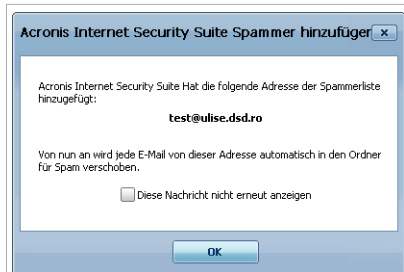 Acronis Internet Security Suite Spammer hinzufüger
Acronis Internet Security Suite Hat die folgende Adresse der Spammerliste
hinzugefügt:
test@ulise.dsd.ro
Von nun an wird jede E-Mail von dieser Adresse automatisch in den Ordner
für Spam verschoben.
Diese Nachricht nicht erneut anzeigen
OK